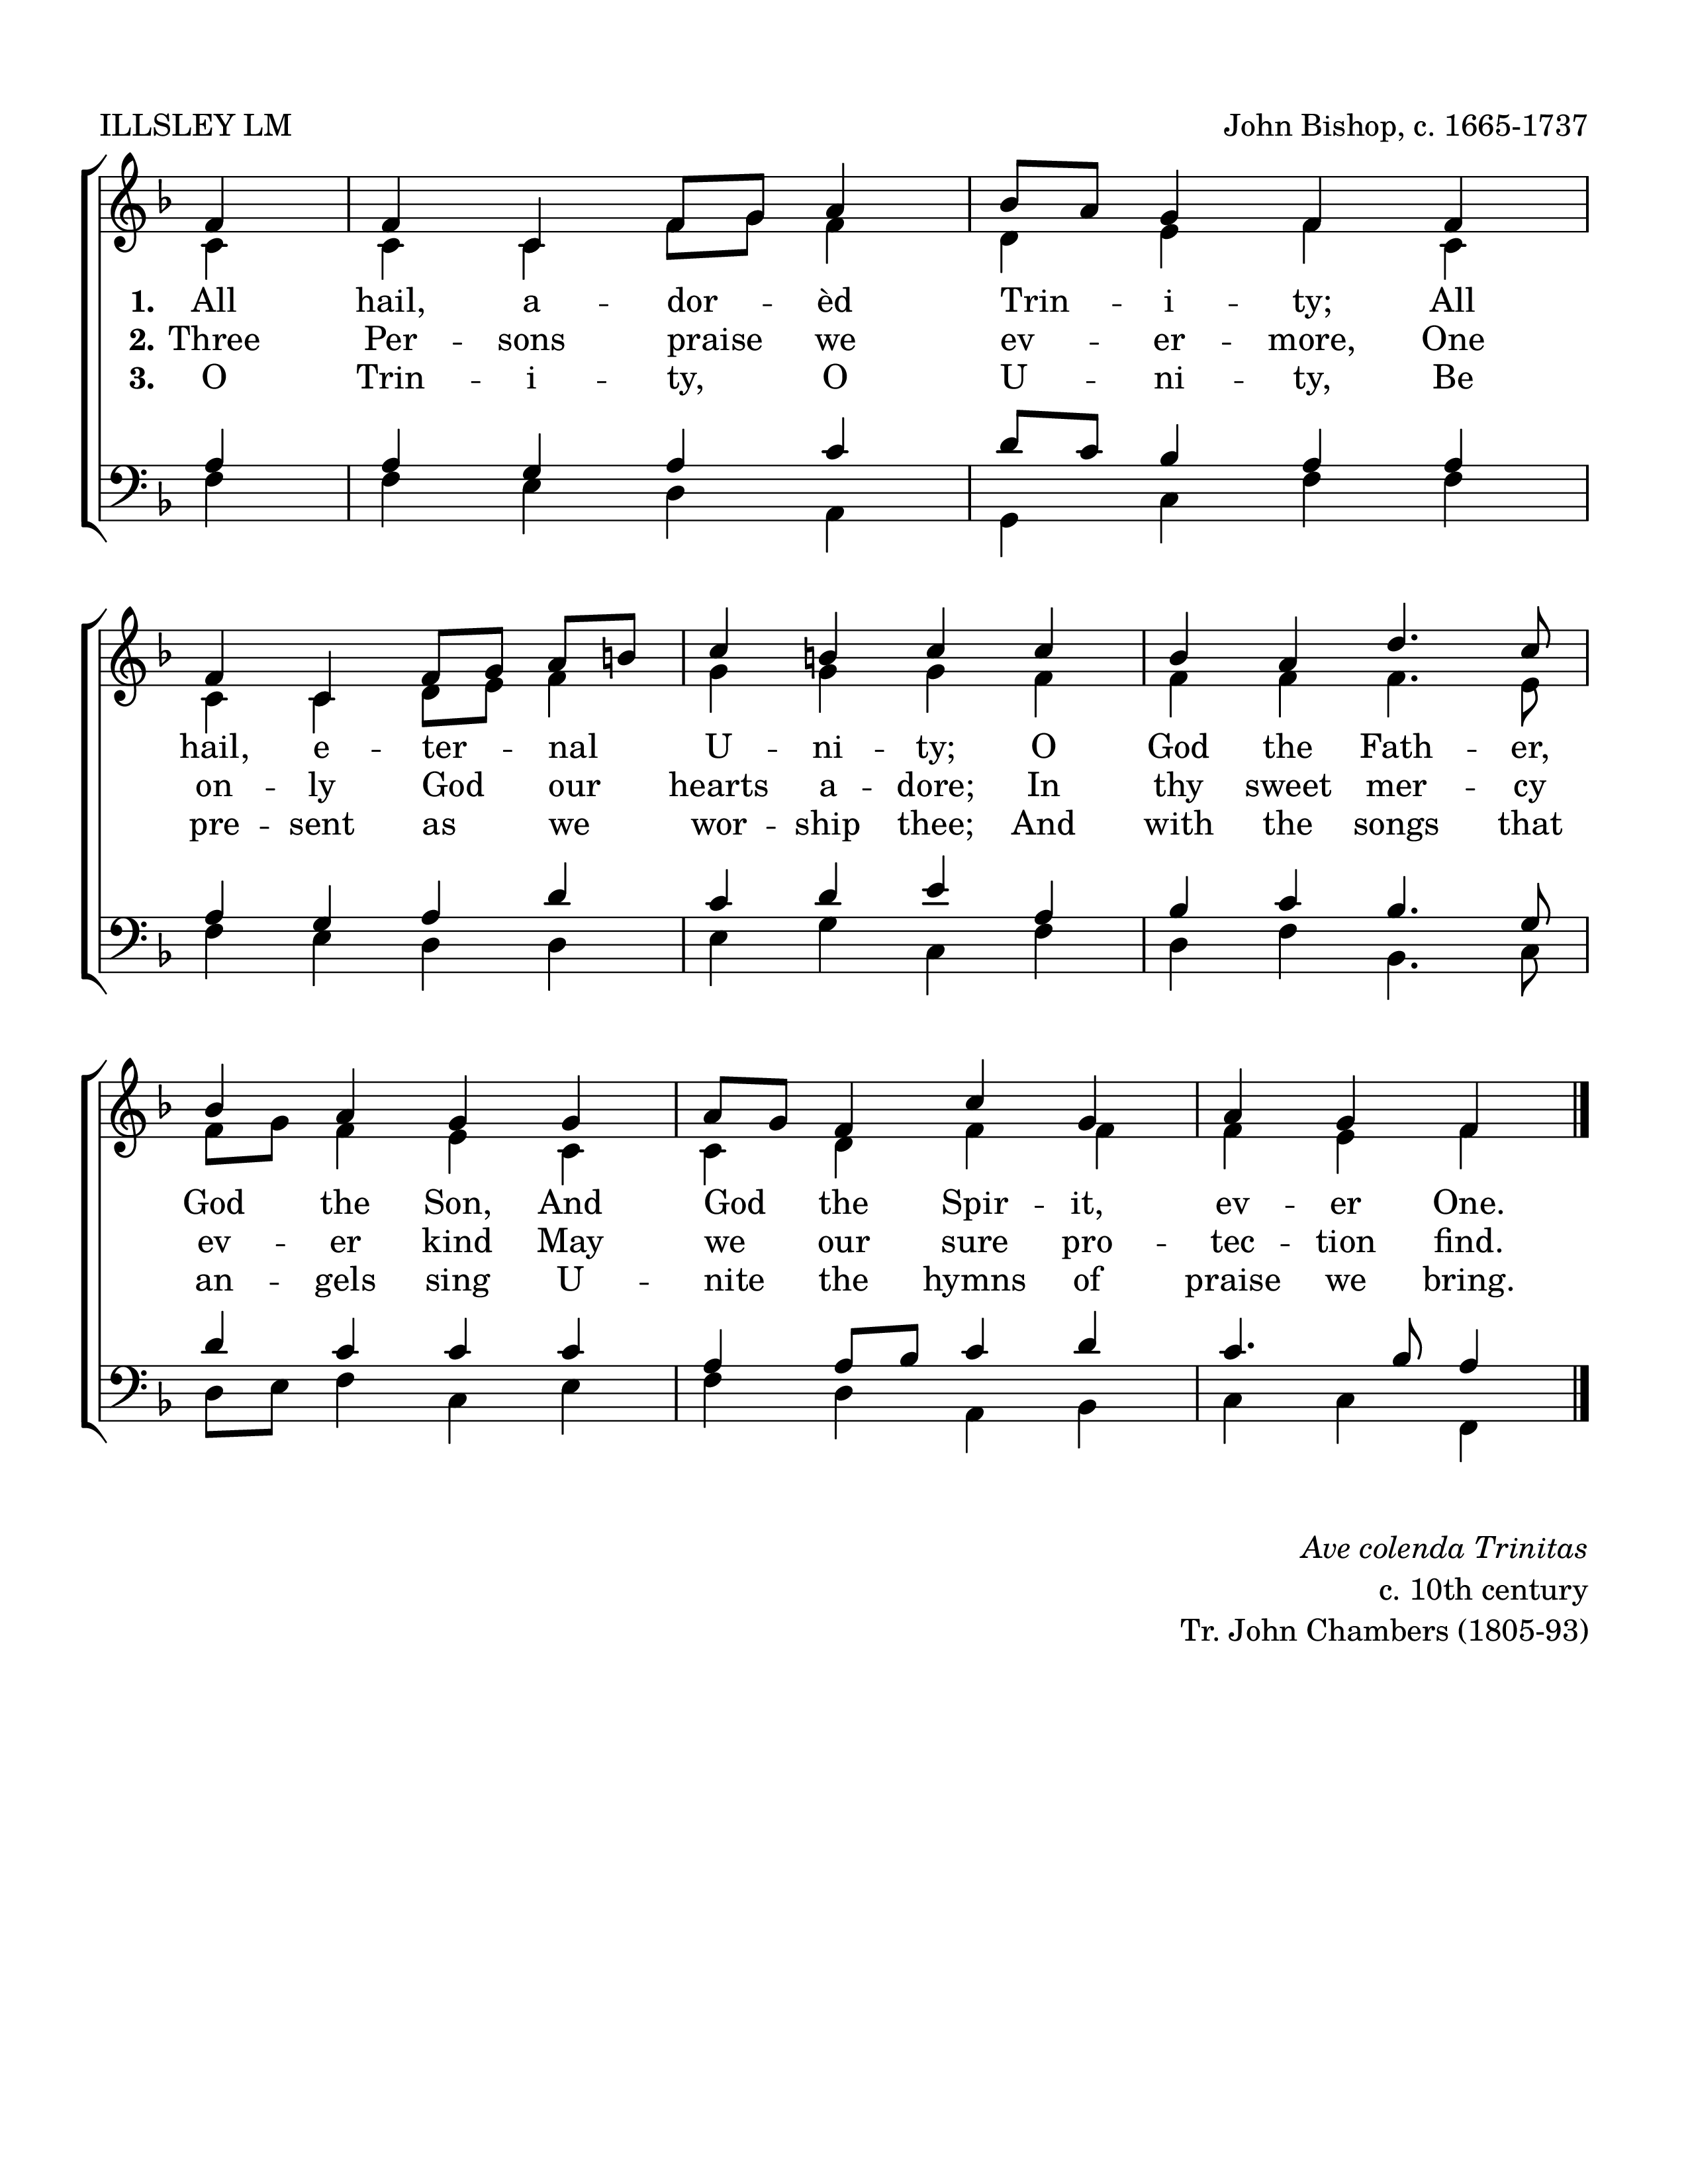 ILLSLEY LM John Bishop, c. 1665-1737
1. All hail, a - dor - èd Trin - i - ty; All
2. Three Per - sons praise we ev - er - more, One
3. O Trin - i - ty, O U - ni - ty, Be
hail, e - ter - nal U - ni - ty; O God the Fath - er,
on - ly God our hearts a - dore; In thy sweet mer - cy
pre - sent as we wor - ship thee; And with the songs that
God the Son, And God the Spir - it, ev - er One.
ev - er kind May we our sure pro - tec - tion find.
an - gels sing U - nite the hymns of praise we bring.
Ave colenda Trinitas
c. 10th century
Tr. John Chambers (1805-93)